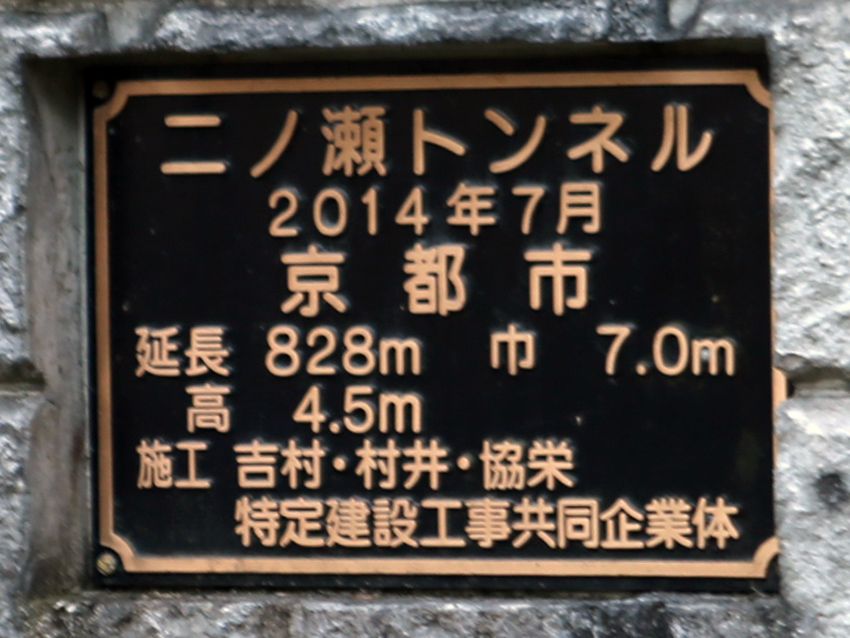 二ノ瀬トンネル
2014年7月
京都市
延長 828m 巾 7.0m
高 4.5m
施工 吉村・村井・協栄
特定建設工事共同企業体